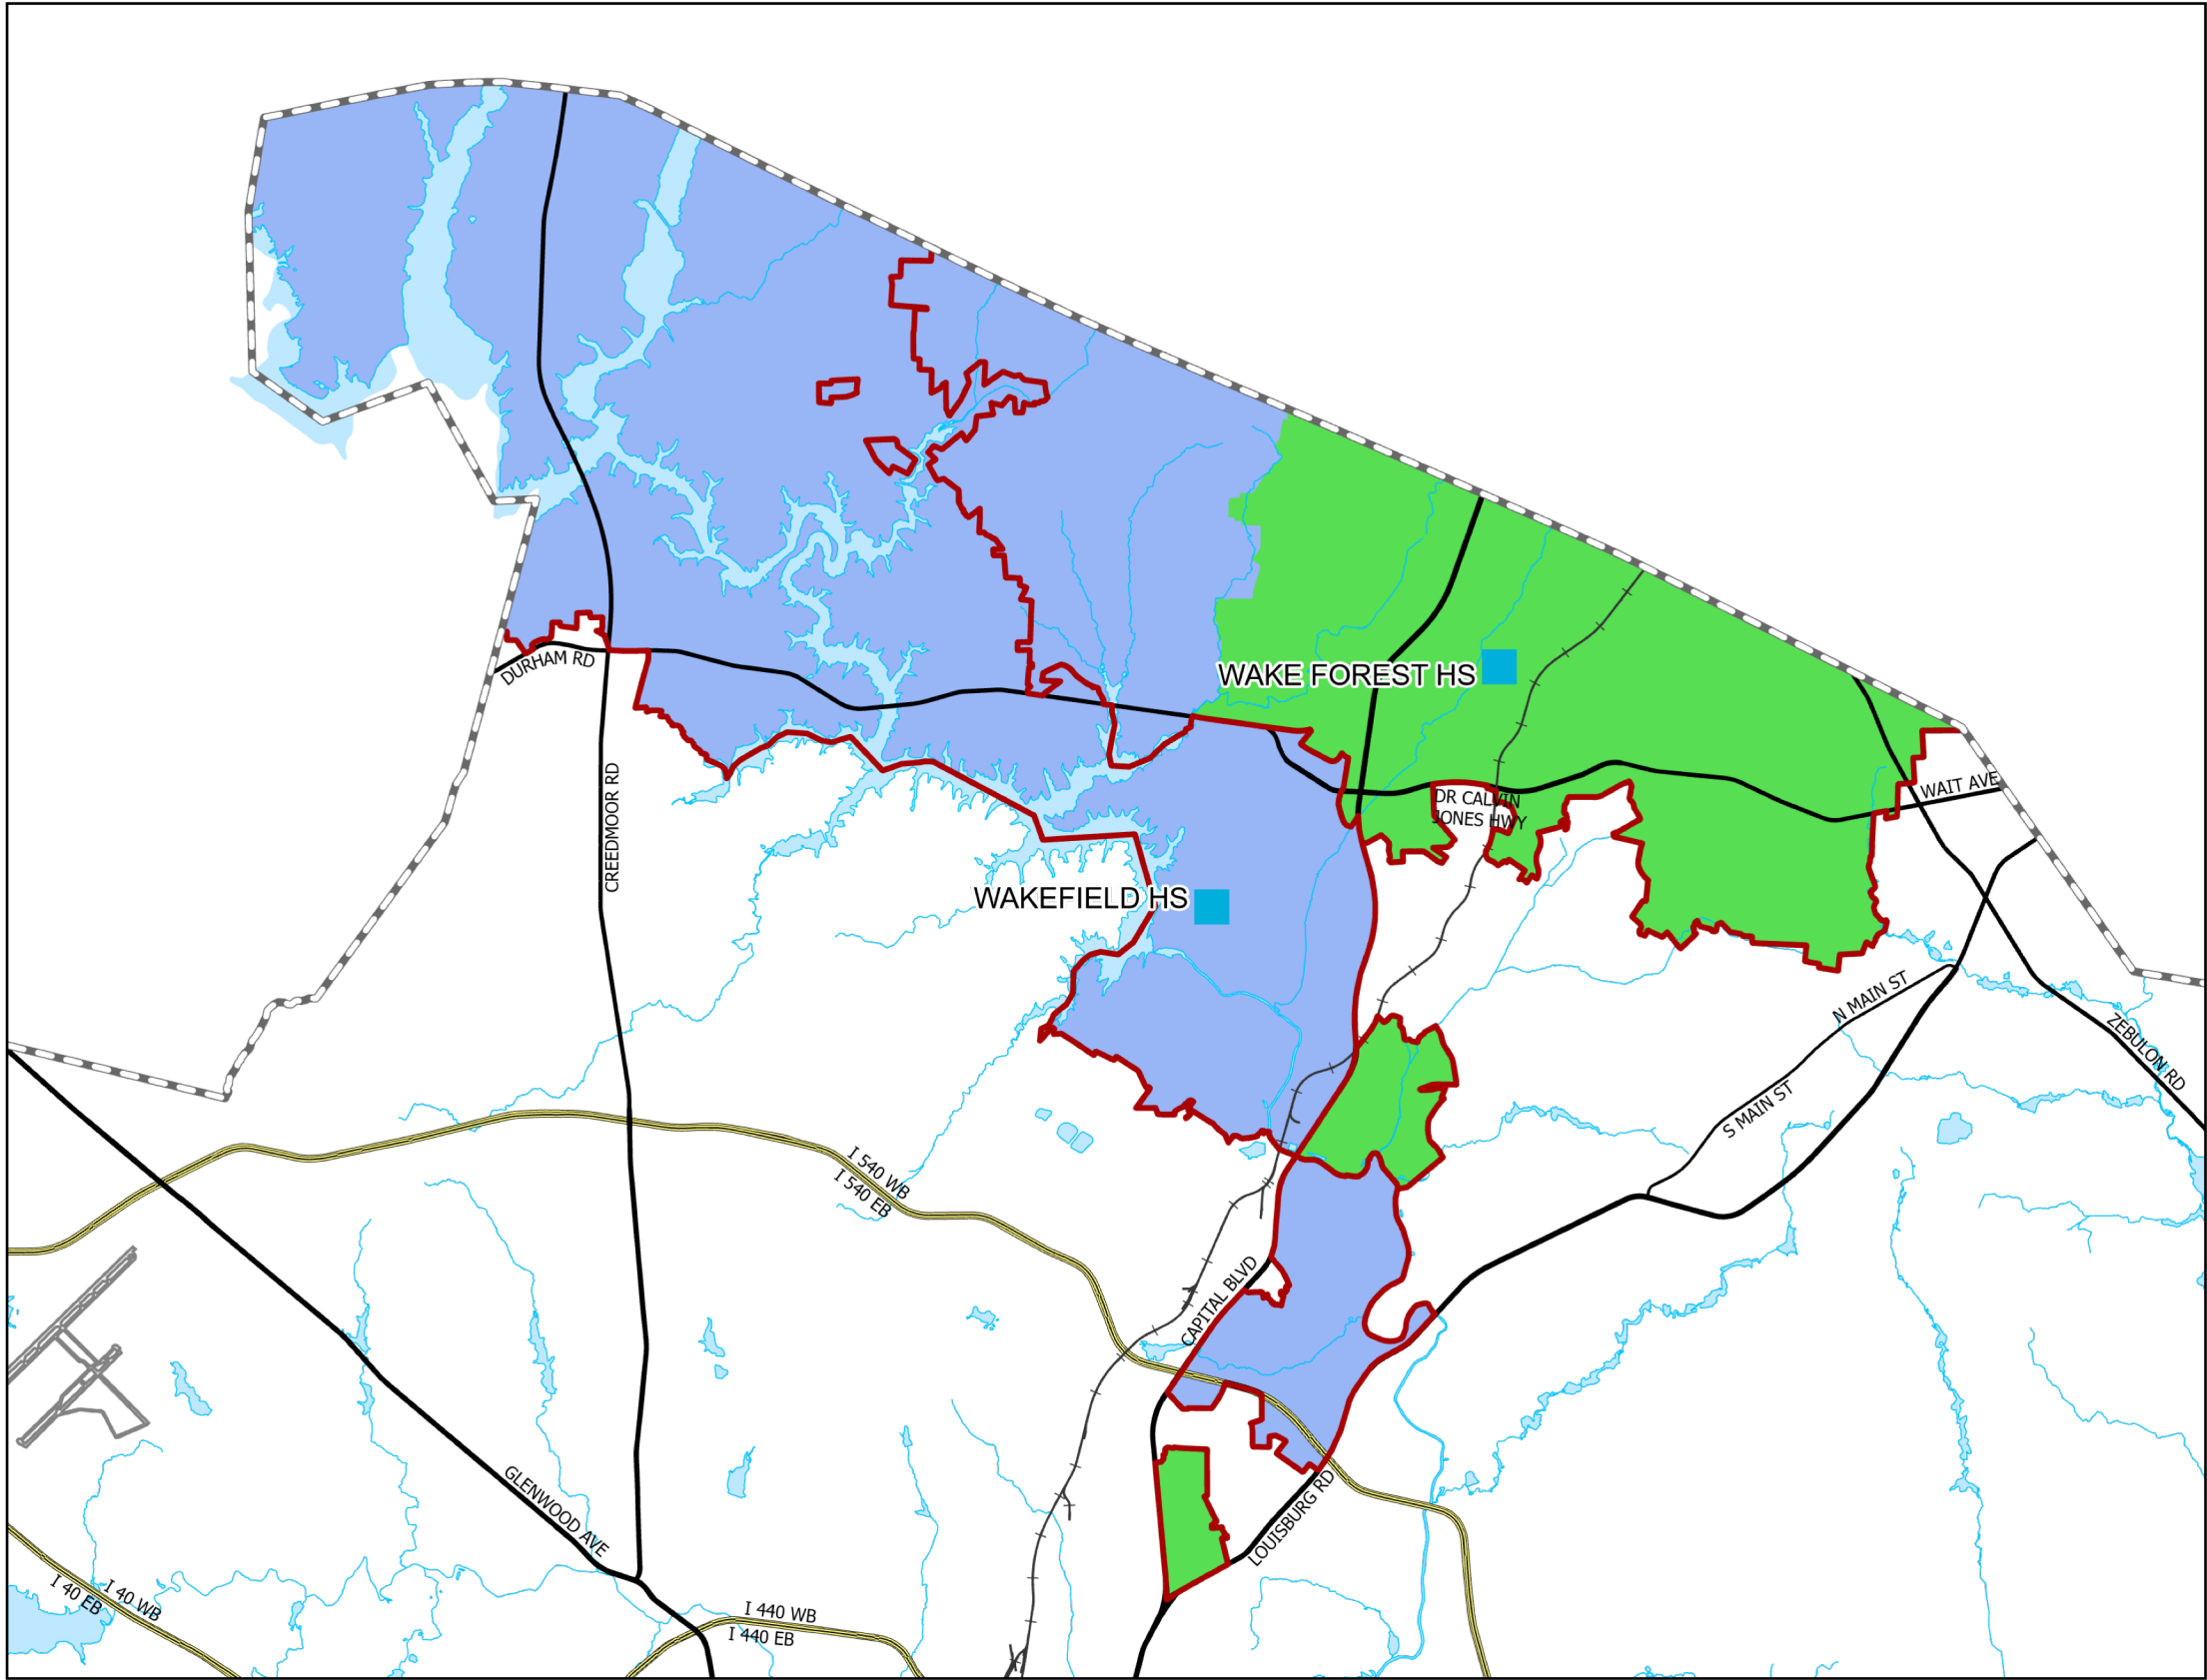 WAKE FOREST HS
DURHAM RD
CREEDMOOR RD
WAIT AVE
DR CALVIN
JONES HWY
WAKEFIELD HS
N MAIN ST
ZEBULON RD
S MAIN ST
I 540 WB
I 540 EB
CAPITAL BLVD
GLENWOOD AVE
LOUISBURG RD
I 40 EB
I 40 WB
I 440 WB
I 440 EB